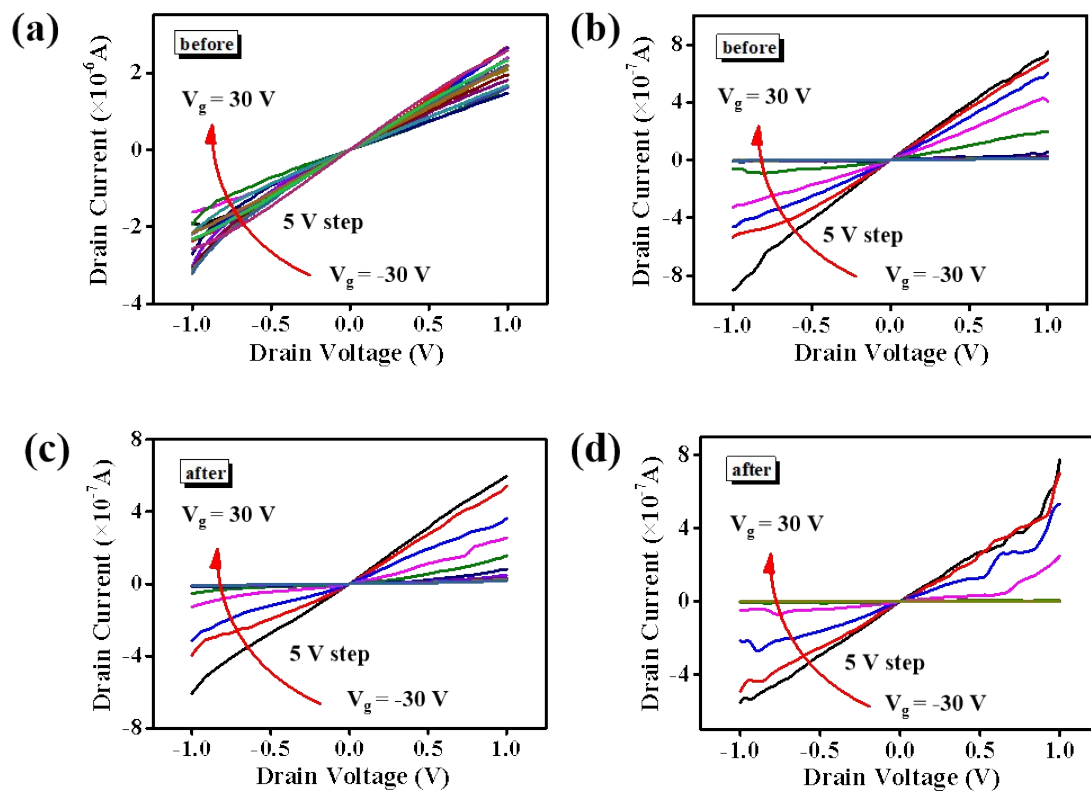 (a)
Drain Current (×10⁻⁶A)
2
0
-2
-4
before
V_g = 30 V
5 V step
V_g = -30 V
-1.0 -0.5 0.0 0.5 1.0
Drain Voltage (V)
(b)
Drain Current (×10⁻⁷A)
8
4
0
-4
-8
before
V_g = 30 V
5 V step
V_g = -30 V
-1.0 -0.5 0.0 0.5 1.0
Drain Voltage (V)
(c)
Drain Current (×10⁻⁷A)
8
4
0
-4
-8
after
V_g = 30 V
5 V step
V_g = -30 V
-1.0 -0.5 0.0 0.5 1.0
Drain Voltage (V)
(d)
Drain Current (×10⁻⁷A)
8
4
0
-4
after
V_g = 30 V
5 V step
V_g = -30 V
-1.0 -0.5 0.0 0.5 1.0
Drain Voltage (V)